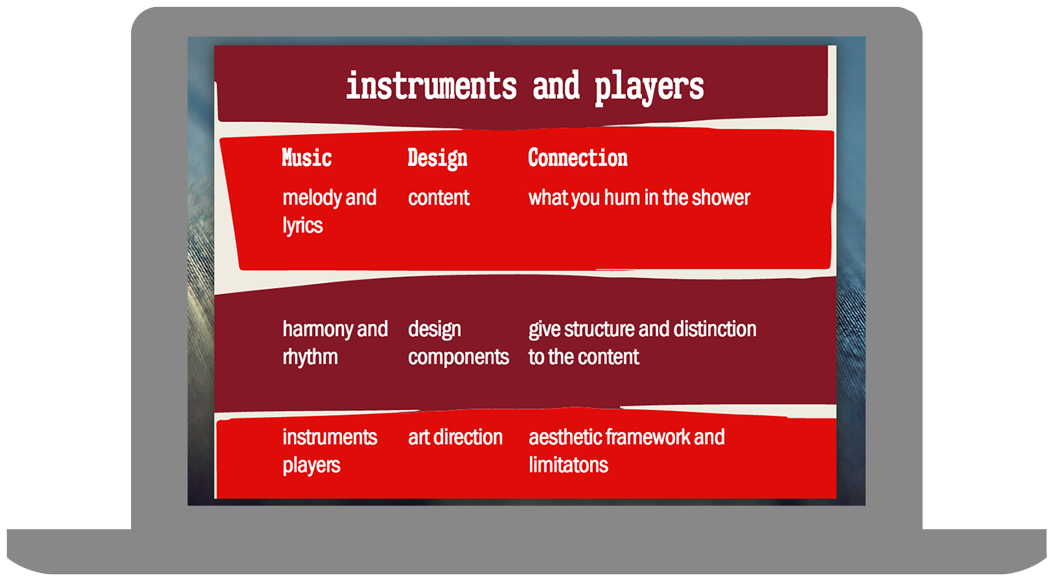 instruments and players
Music Design Connection
melody and content what you hum in the shower
lyrics
harmony and design give structure and distinction
rhythm components to the content
instruments art direction aesthetic framework and
players limitatons